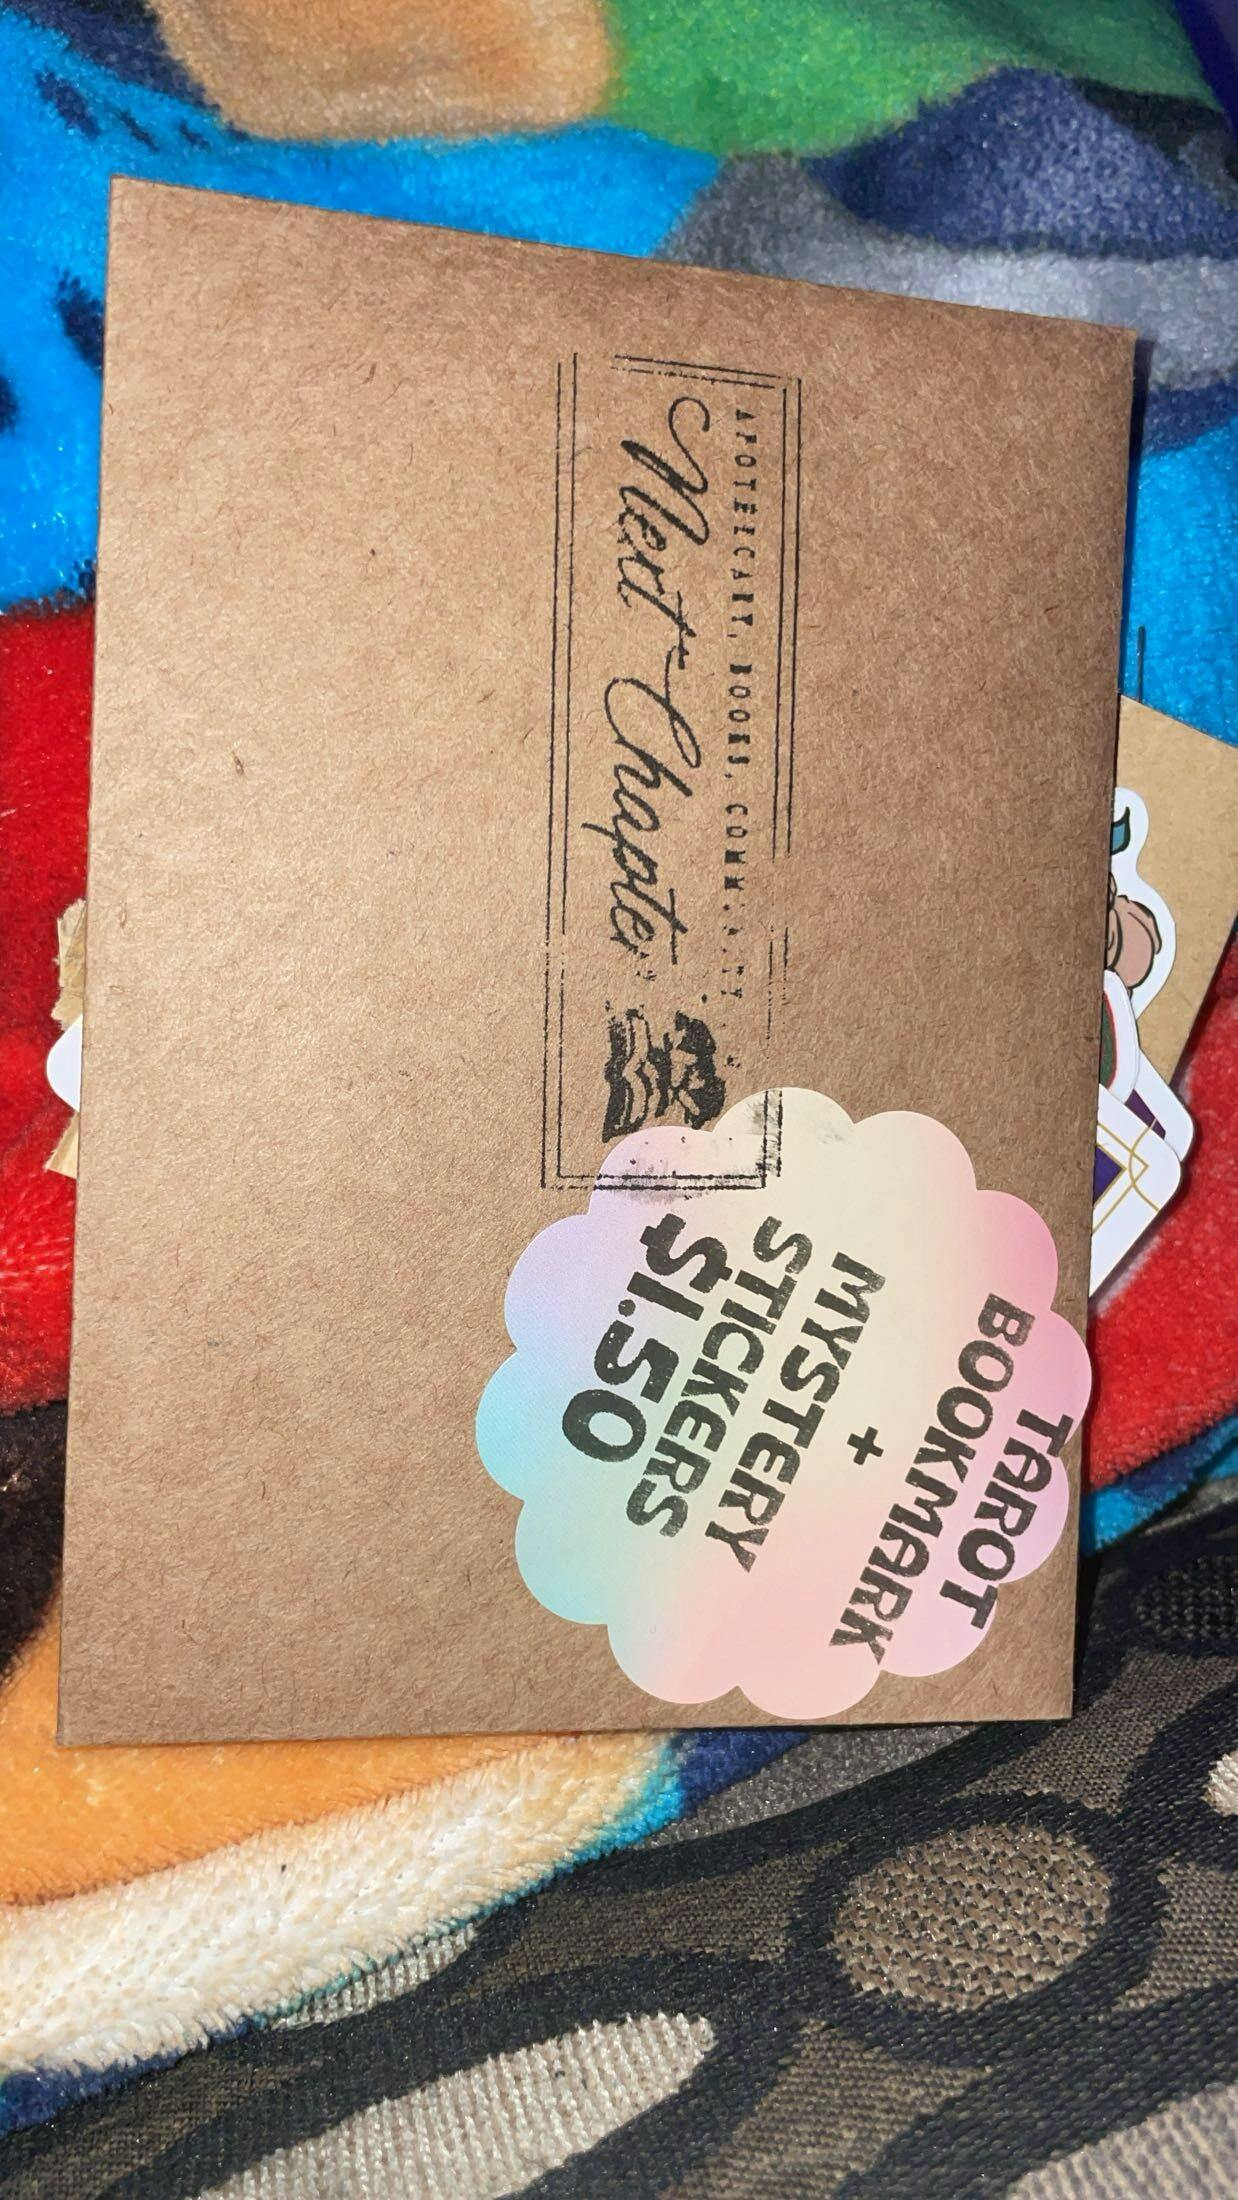 APOTHECARY, BOOKS, COMMUNITY
Next Chapter
TAROT
BOOKMARK
+
MYSTERY
STICKERS
$1.50